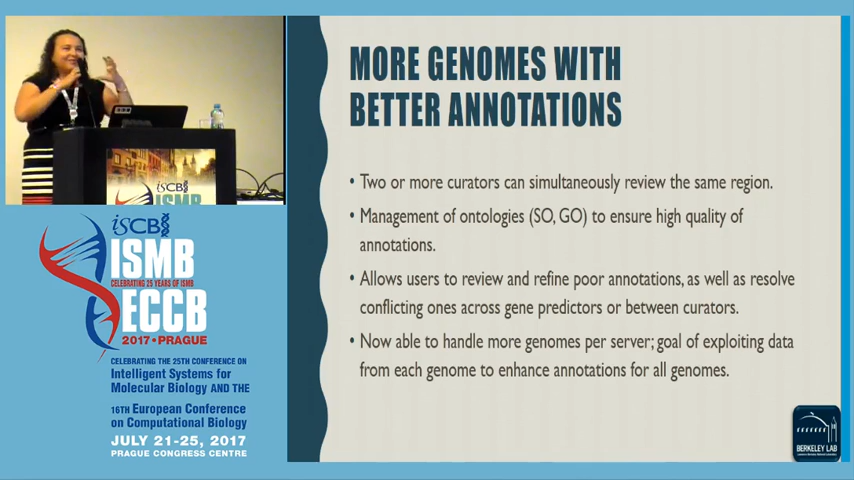 MORE GENOMES WITH
BETTER ANNOTATIONS
• Two or more curators can simultaneously review the same region.
• Management of ontologies (SO, GO) to ensure high quality of
annotations.
• Allows users to review and refine poor annotations, as well as resolve
conflicting ones across gene predictors or between curators.
• Now able to handle more genomes per server; goal of exploiting data
from each genome to enhance annotations for all genomes.
BERKELEY LAB
iSCB
ISMB
iSCB
ISMB
CELEBRATING 25 YEARS OF ISMB
ECCB
2017 • PRAGUE
CELEBRATING THE 25TH CONFERENCE ON
Intelligent Systems for
Molecular Biology AND THE
16TH European Conference
on Computational Biology
JULY 21-25, 2017
PRAGUE CONGRESS CENTRE